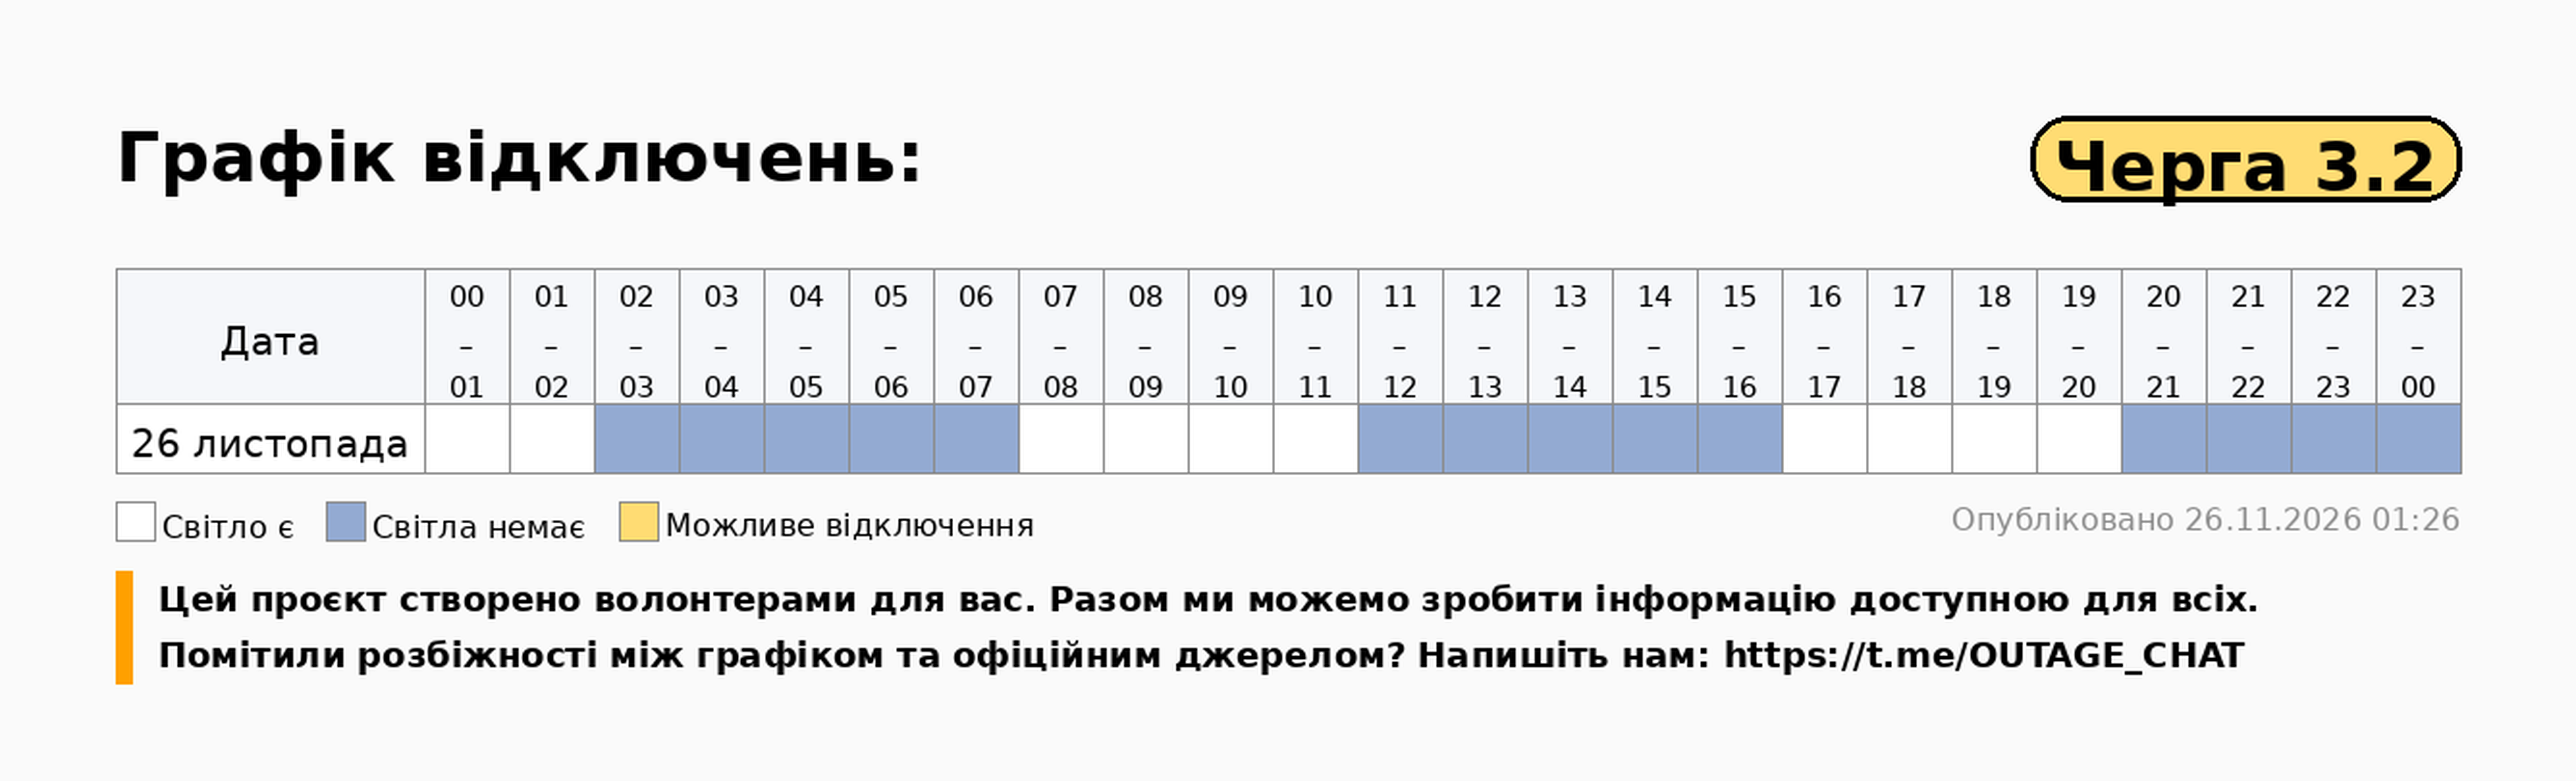 Графік відключень:
Черга 3.2
Дата 00 – 01 01 – 02 02 – 03 03 – 04 04 – 05 05 – 06 06 – 07 07 – 08 08 – 09 09 – 10 10 – 11 11 – 12 12 – 13 13 – 14 14 – 15 15 – 16 16 – 17 17 – 18 18 – 19 19 – 20 20 – 21 21 – 22 22 – 23 23 – 00
26 листопада
Світло є Світла немає Можливе відключення
Опубліковано 26.11.2026 01:26
Цей проєкт створено волонтерами для вас. Разом ми можемо зробити інформацію доступною для всіх.
Помітили розбіжності між графіком та офіційним джерелом? Напишіть нам: https://t.me/OUTAGE_CHAT